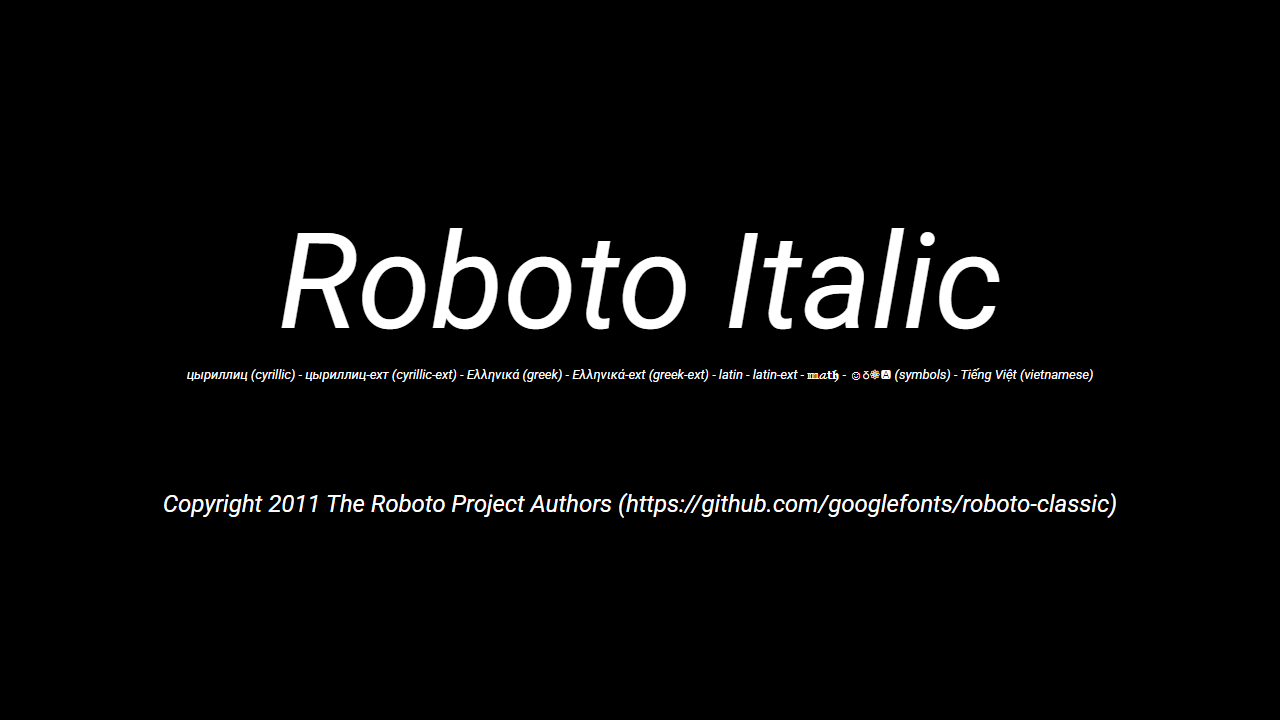 Roboto Italic
цыриллиц (cyrillic) - цыриллиц-ехт (cyrillic-ext) - Ελληνικά (greek) - Ελληνικά-ext (greek-ext) - latin - latin-ext - 𝕞𝑎𝐭𝖍 - (symbols) - Tiếng Việt (vietnamese)
Copyright 2011 The Roboto Project Authors (https://github.com/googlefonts/roboto-classic)